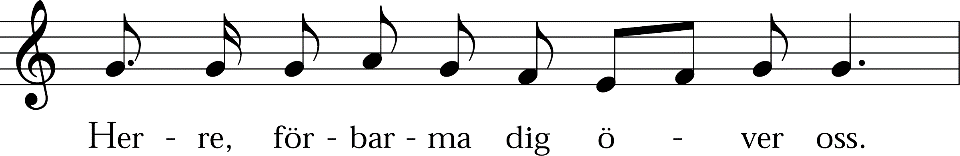 Her - re, för - bar - ma dig ö - ver oss.